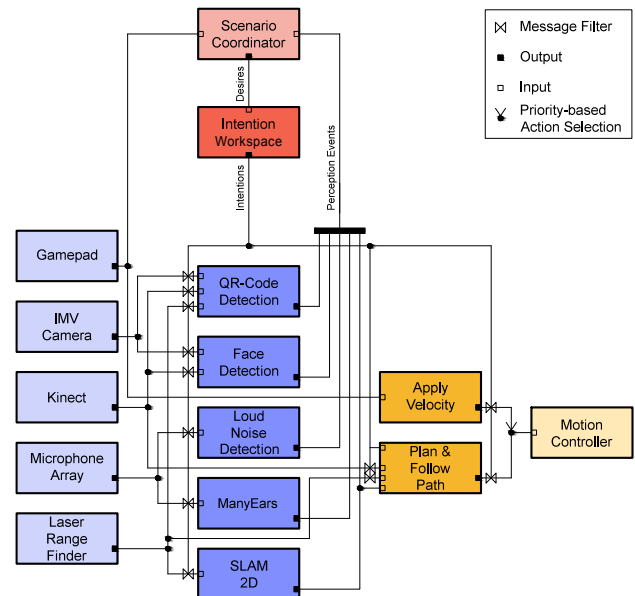 Scenario
Coordinator
Desires
Intention
Workspace
Intentions
Perception Events
Message Filter
Output
Input
Priority-based
Action Selection
Gamepad
IMV
Camera
Kinect
Microphone
Array
Laser
Range
Finder
QR-Code
Detection
Face
Detection
Loud
Noise
Detection
ManyEars
SLAM
2D
Apply
Velocity
Plan &
Follow
Path
Motion
Controller